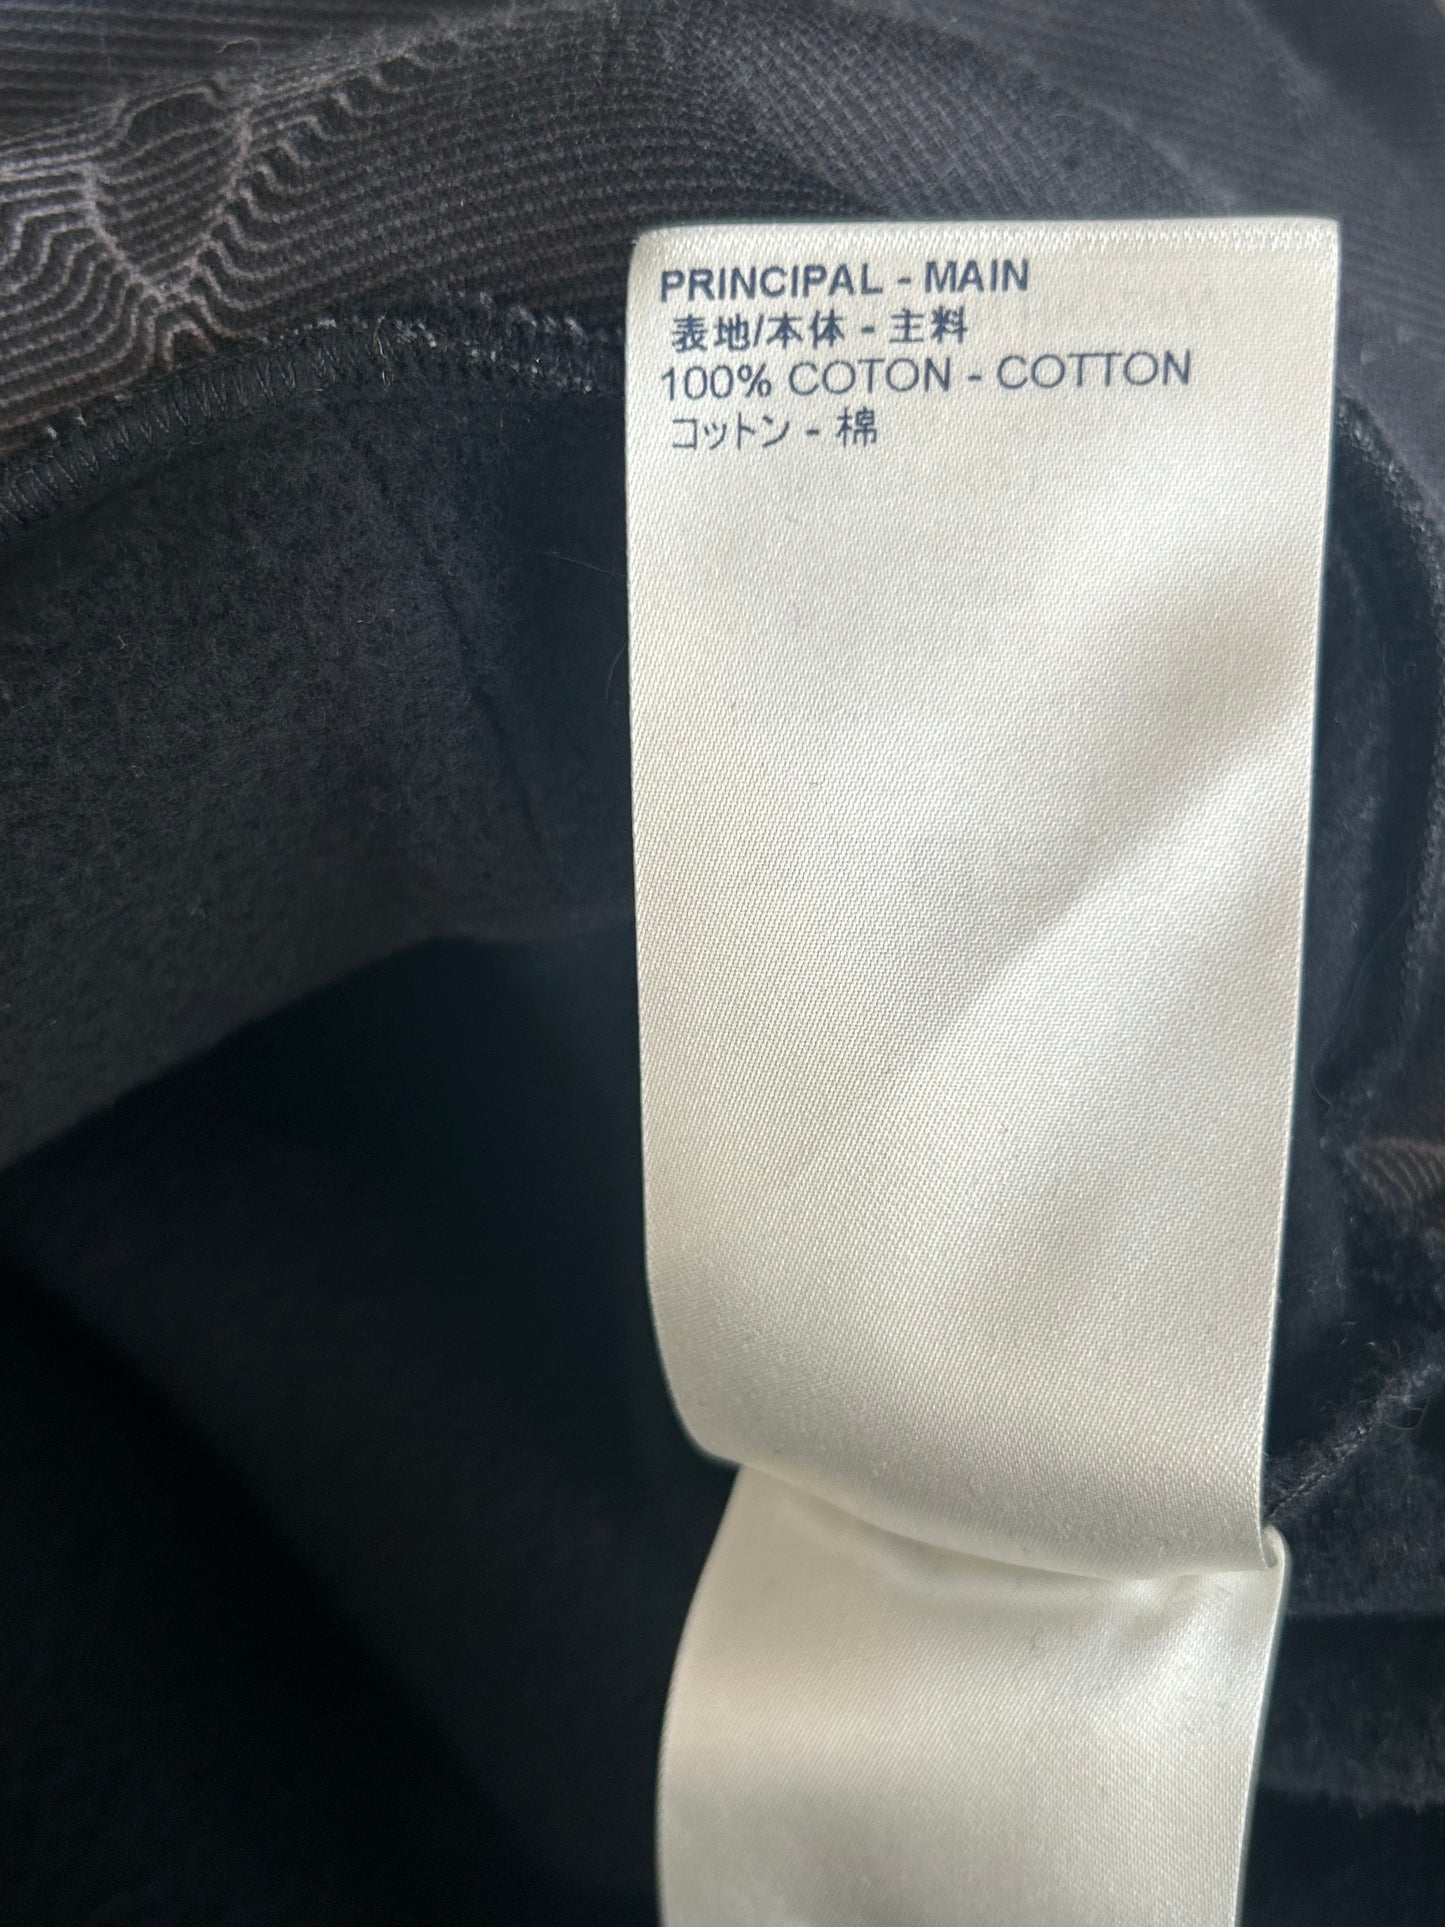 PRINCIPAL - MAIN
表地/本体 - 主料
100% COTON - COTTON
コットン - 棉